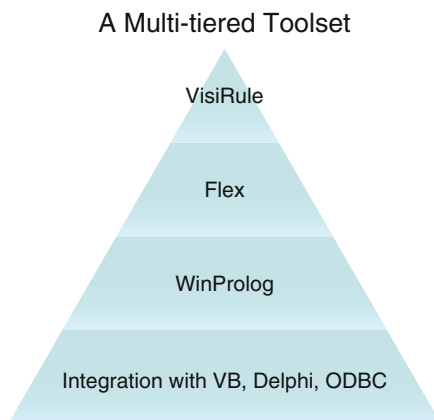 A Multi-tiered Toolset
VisiRule
Flex
WinProlog
Integration with VB, Delphi, ODBC